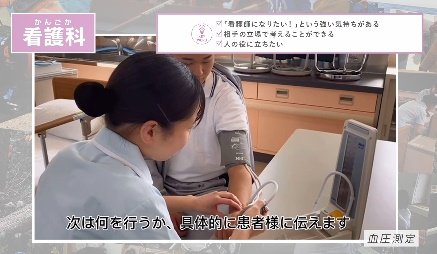 かんごか
看護科
☑「看護師になりたい！」という強い気持ちがある
☑相手の立場で考えることができる
☑人の役に立ちたい
次は何を行うか、具体的に患者様に伝えます
血圧測定